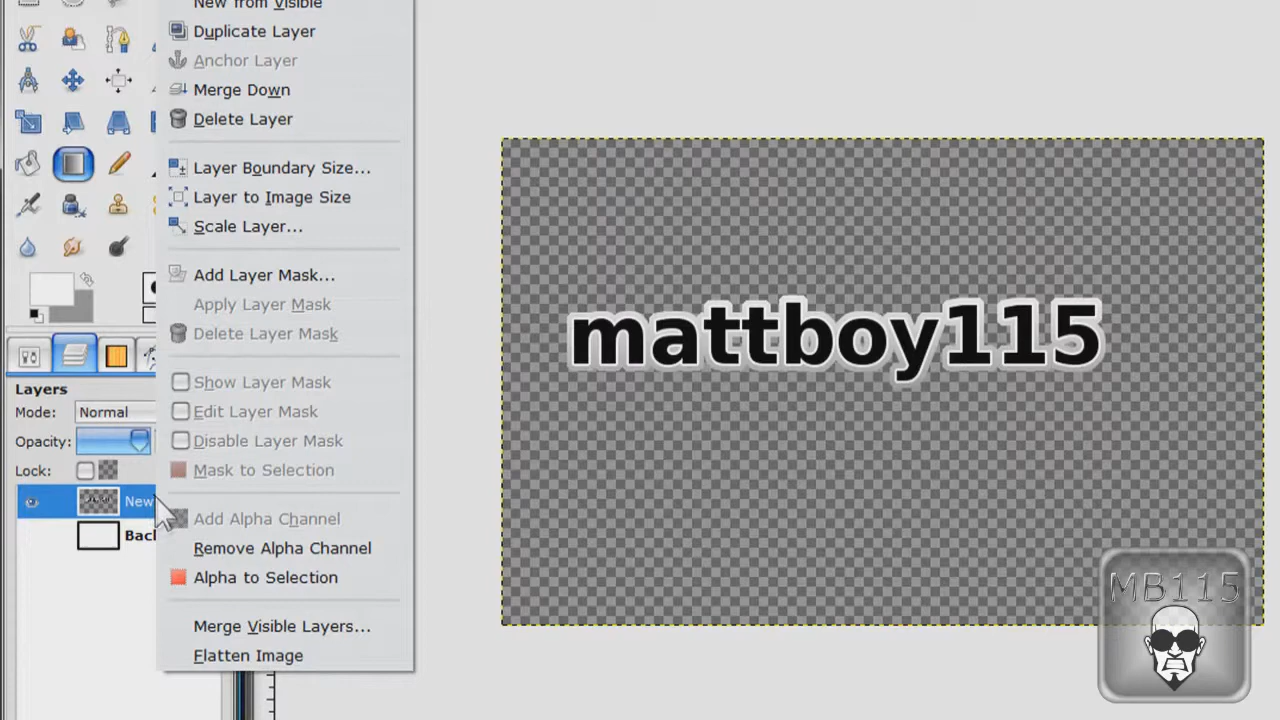 New from Visible
Duplicate Layer
Anchor Layer
Merge Down
Delete Layer
Layer Boundary Size...
Layer to Image Size
Scale Layer...
Add Layer Mask...
Apply Layer Mask
Delete Layer Mask
Show Layer Mask
Edit Layer Mask
Disable Layer Mask
Mask to Selection
Add Alpha Channel
Remove Alpha Channel
Alpha to Selection
Merge Visible Layers...
Flatten Image
Layers
Mode: Normal
Opacity:
Lock:
New
Bac
mattboy115
MB115